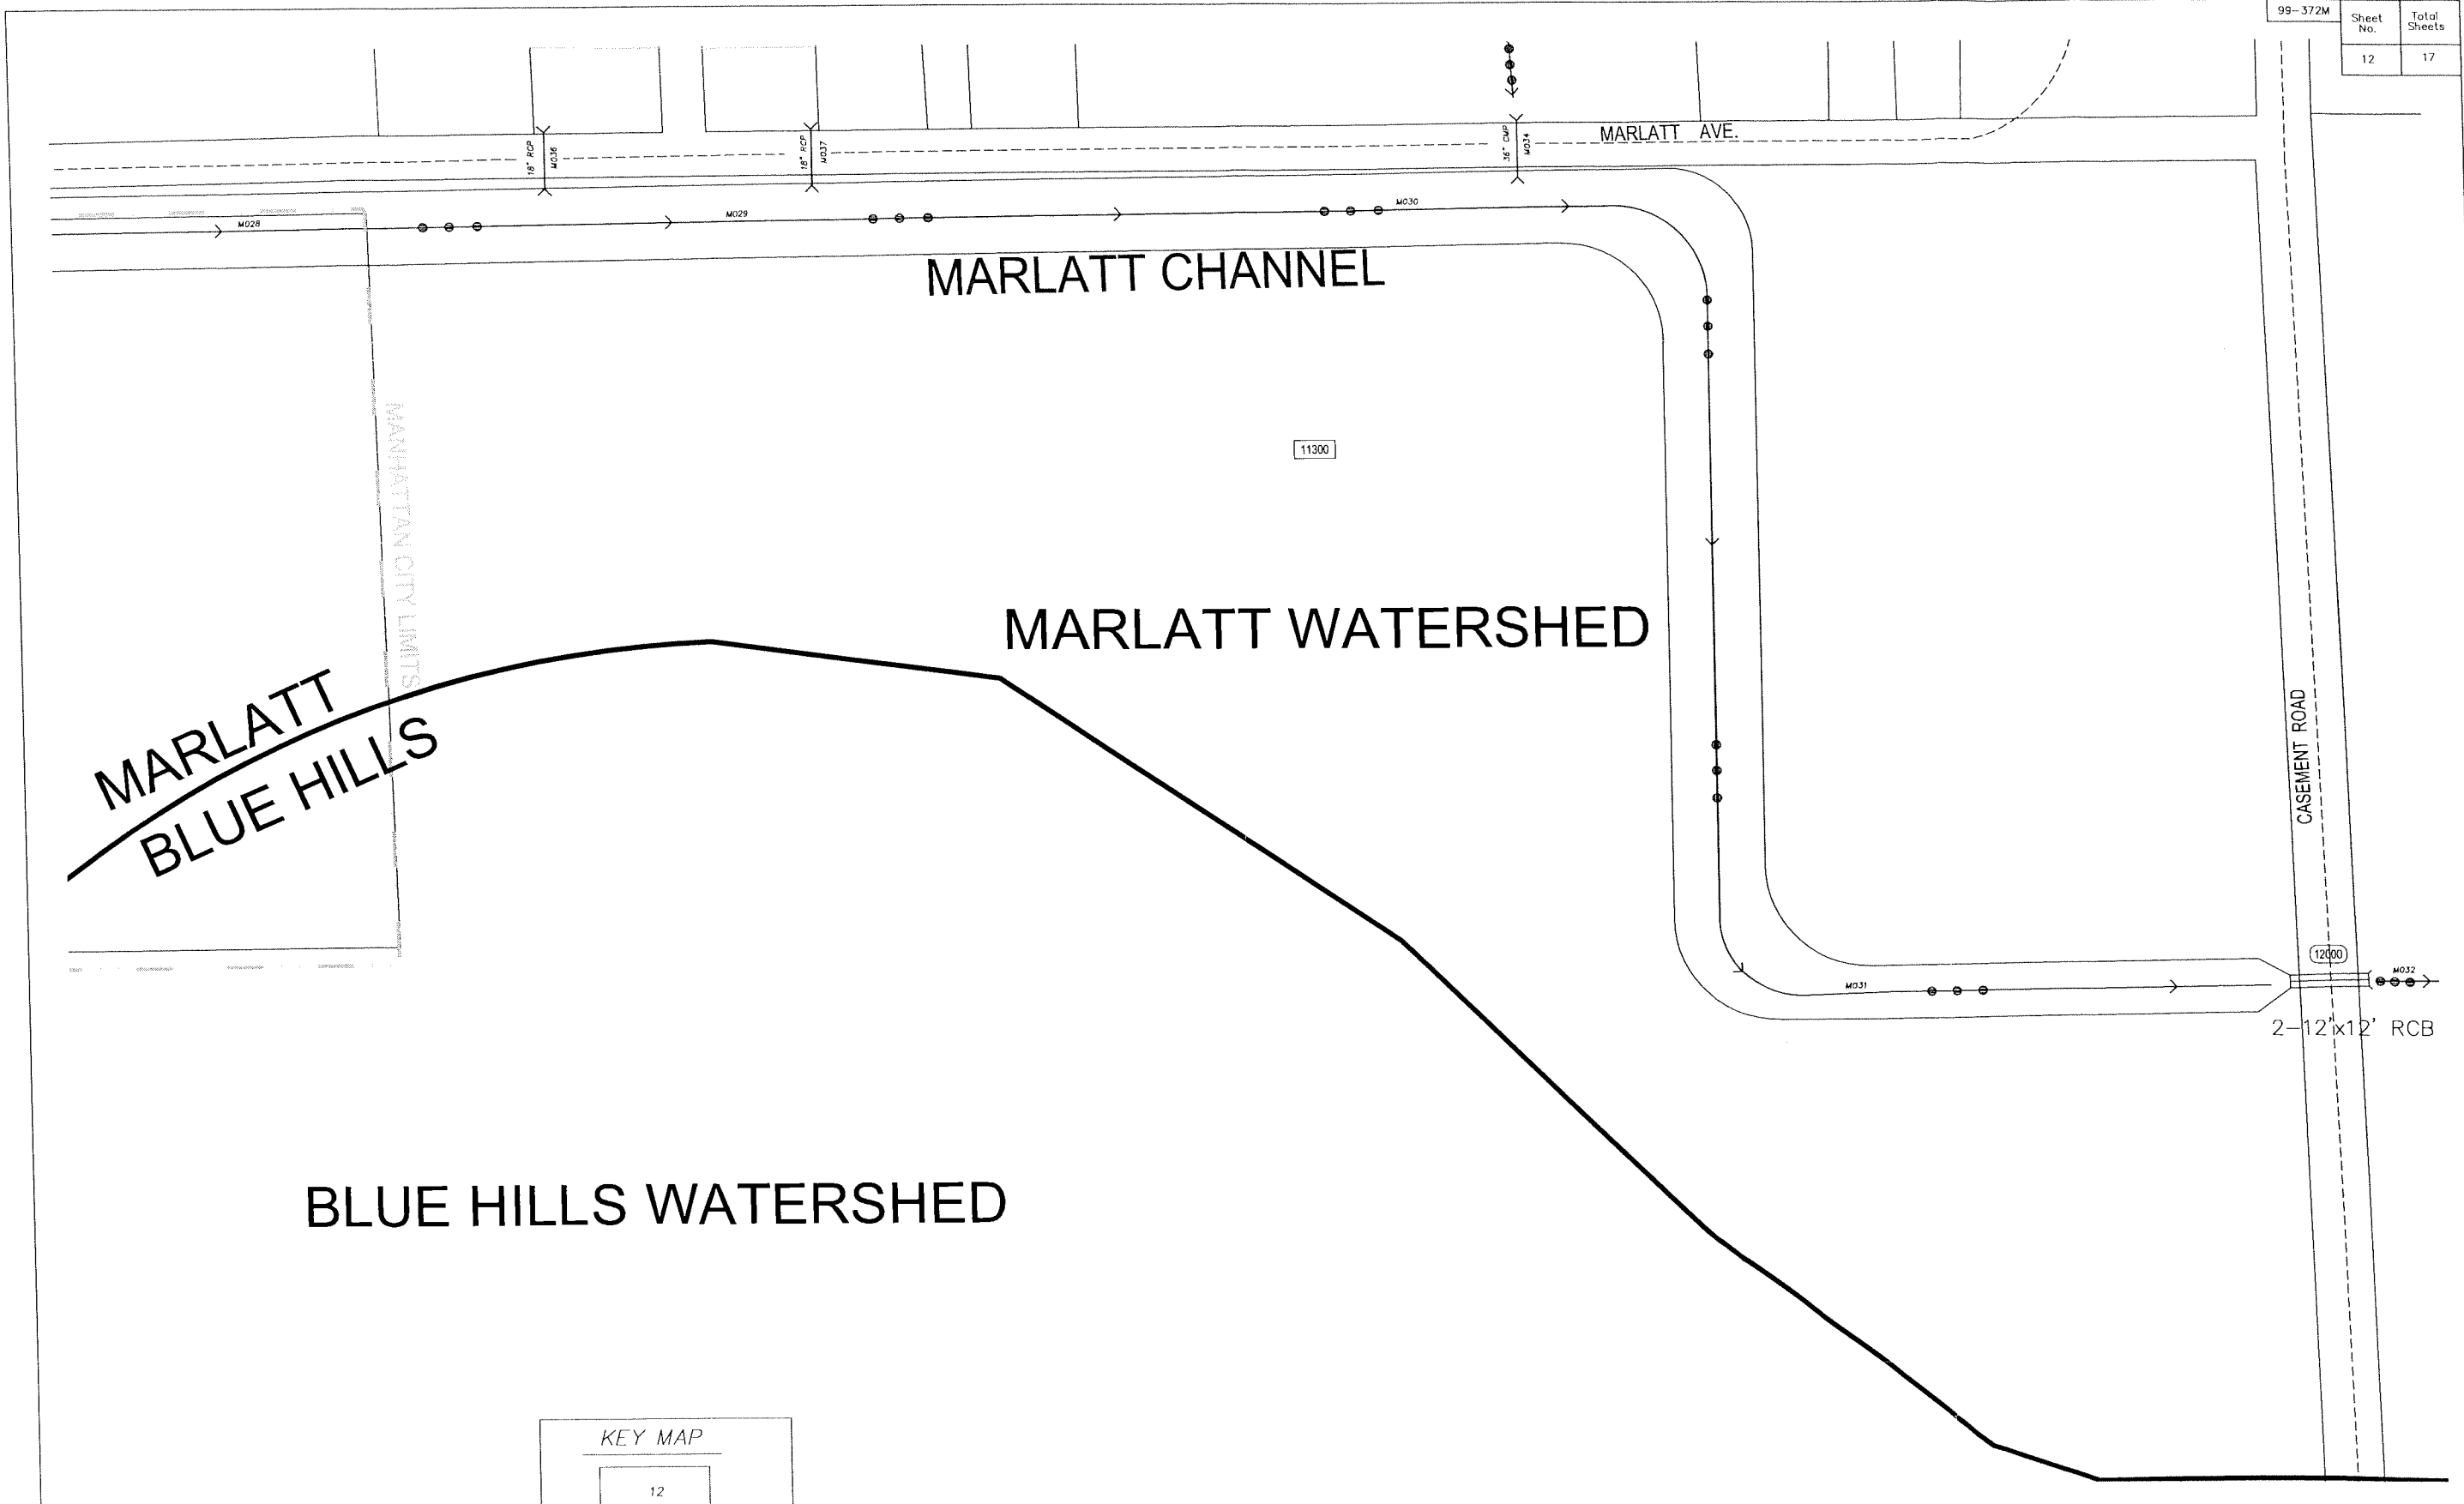 99-372M
Sheet No.
Total Sheets
12
17
MARLATT AVE.
18" RCP
M036
18" RCP
M037
36" CMP
M034
M028
M029
M030
MARLATT CHANNEL
MANHATTAN CITY LIMITS
11300
MARLATT WATERSHED
MARLATT
BLUE HILLS
CASEMENT ROAD
12000
M032
M031
2-12'x12' RCB
BLUE HILLS WATERSHED
KEY MAP
12